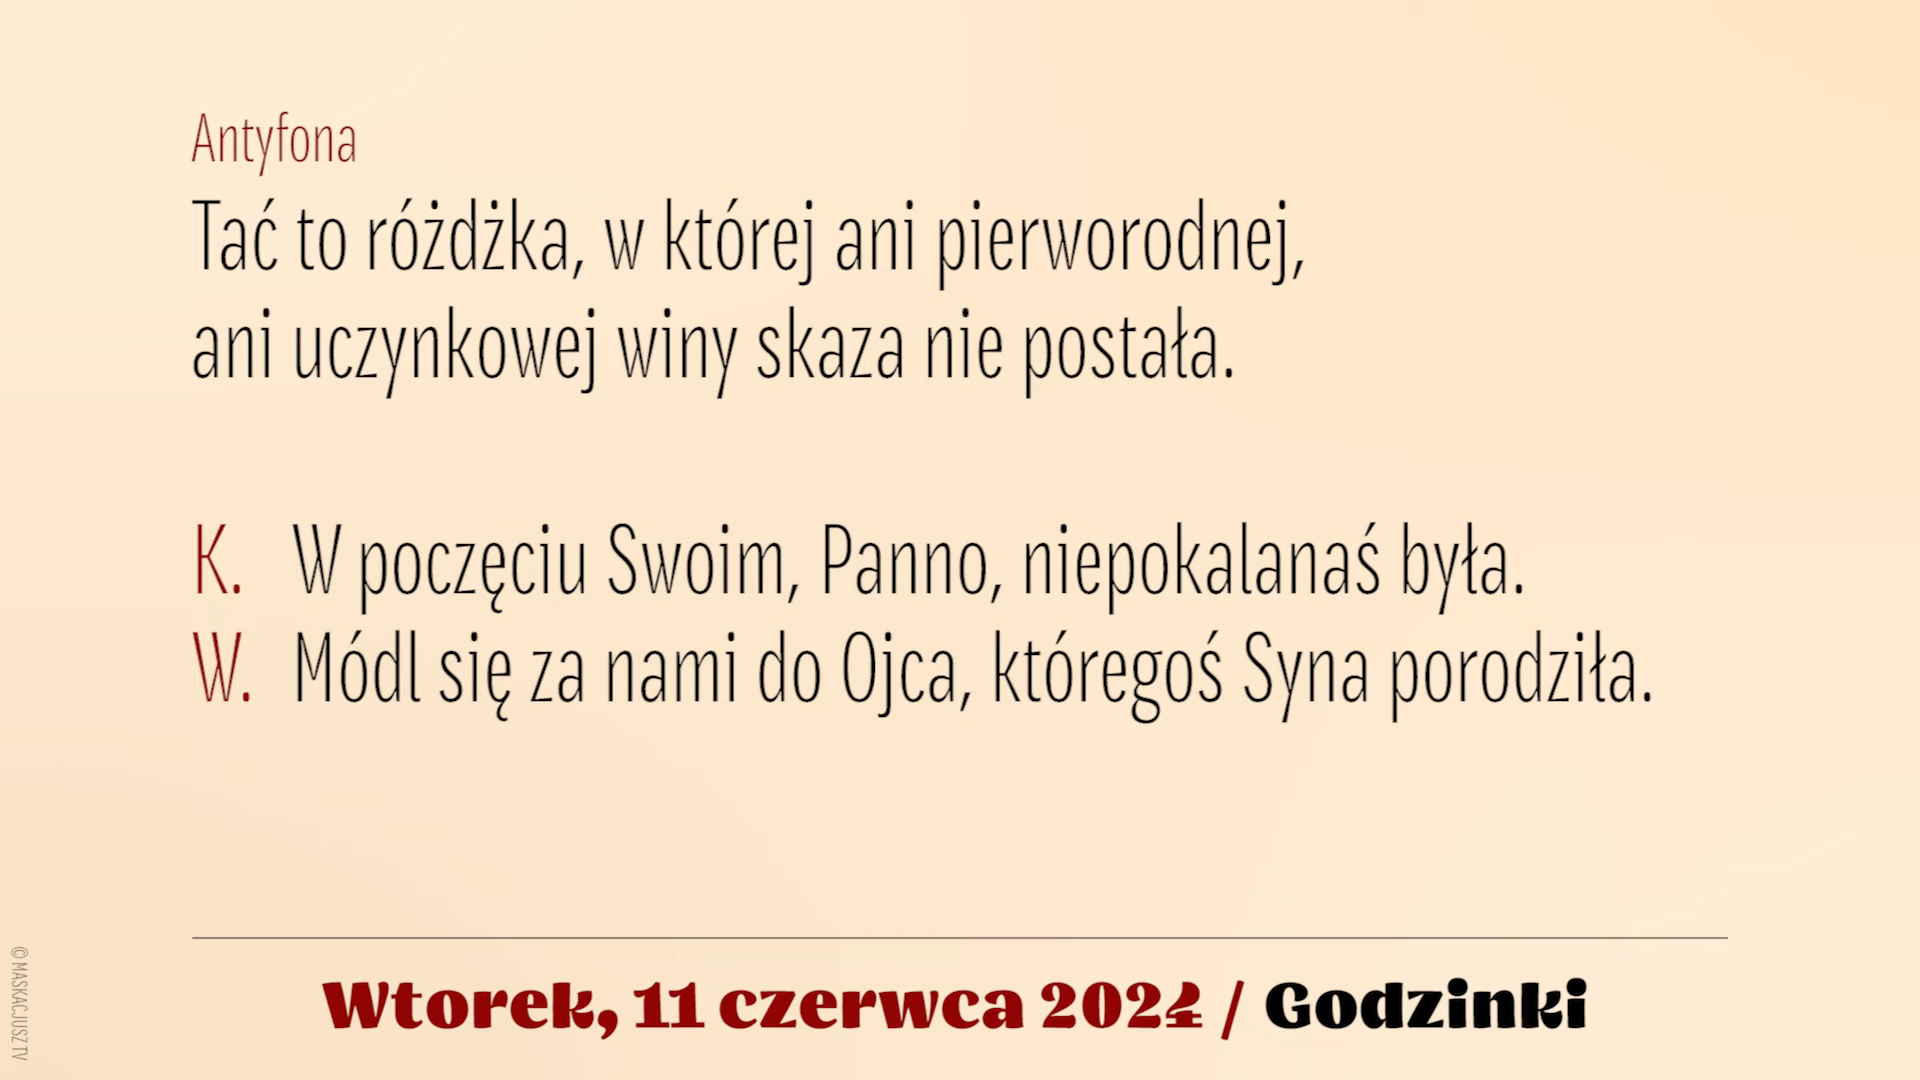 Antyfona
Tać to różdżka, w której ani pierworodnej,
ani uczynkowej winy skaza nie postała.
K. W poczęciu Swoim, Panno, niepokalanaś była.
W. Módl się za nami do Ojca, któregoś Syna porodziła.
Wtorek, 11 czerwca 2024 / Godzinki
© MASKACJUSZ TV